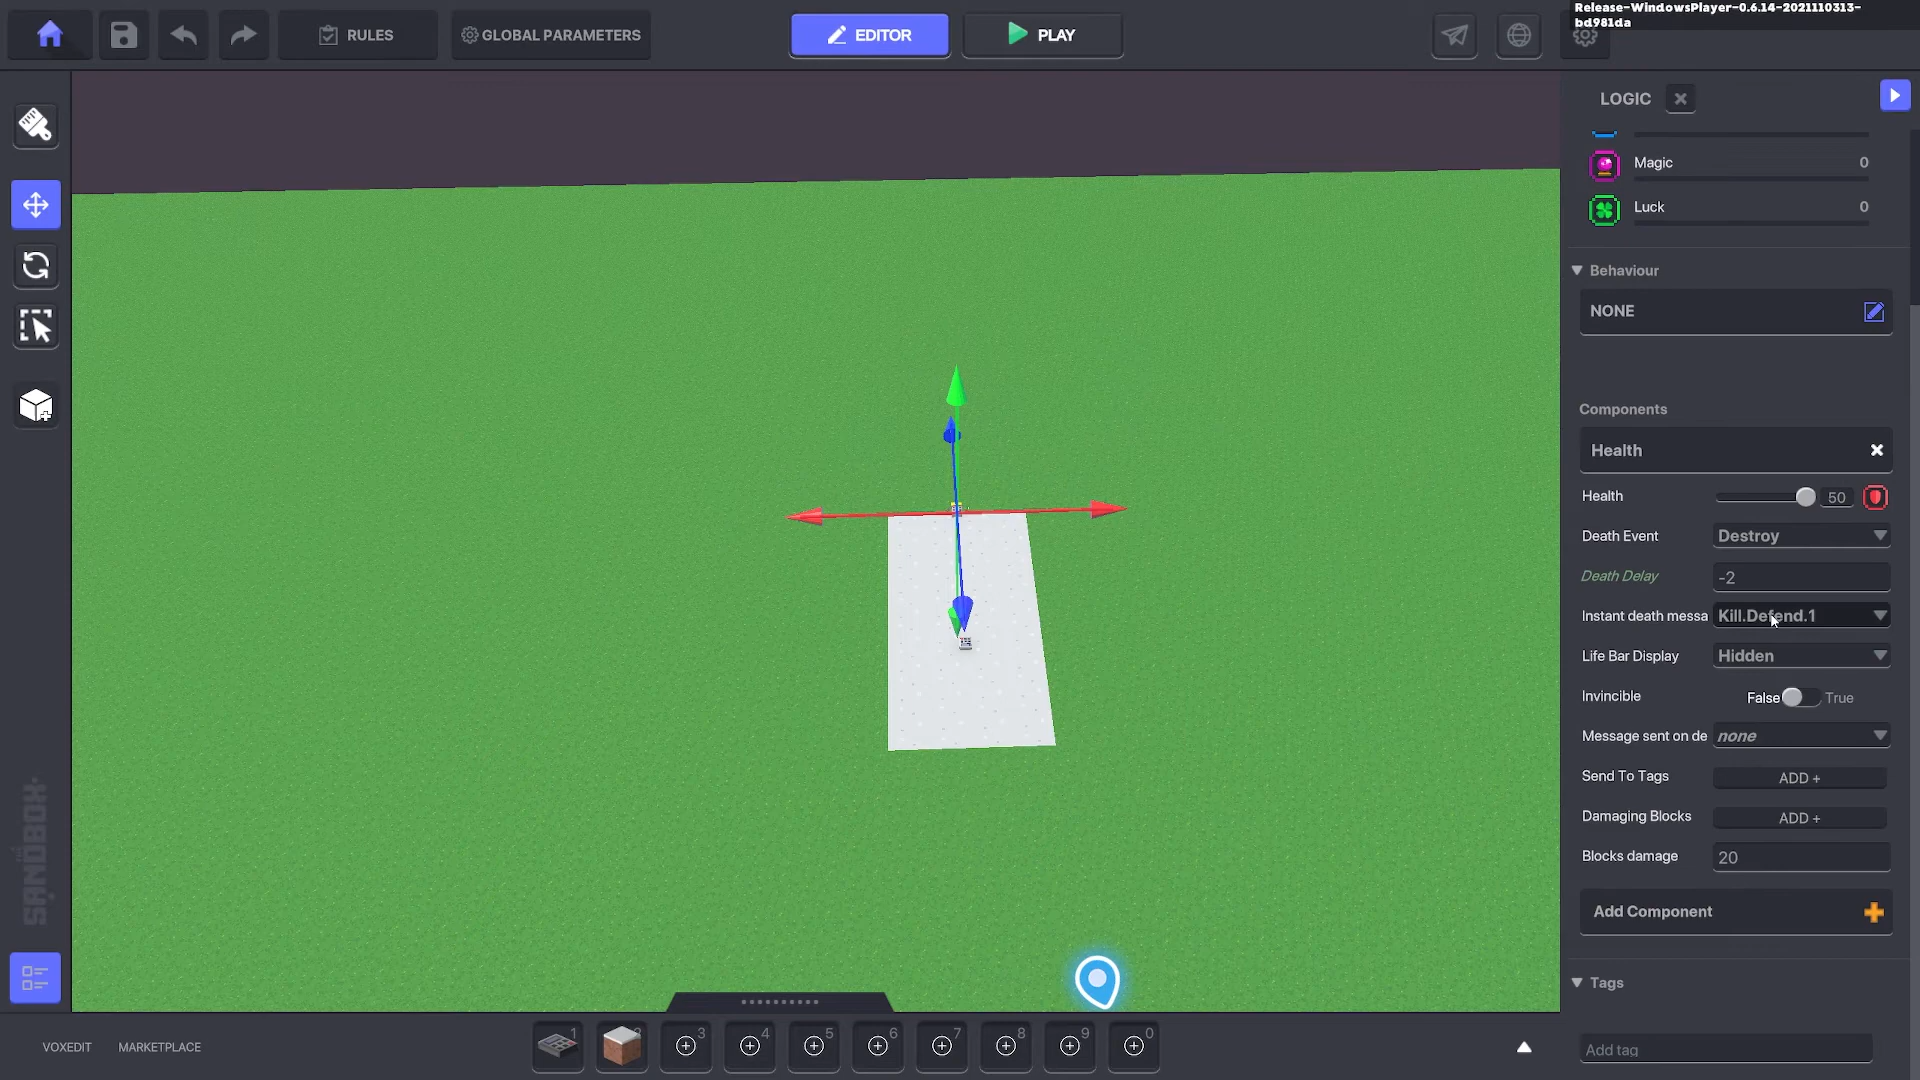 Release-WindowsPlayer-0.6.14-2021110313-
bd981da
RULES
GLOBAL PARAMETERS
EDITOR
PLAY
LOGIC
Magic 0
Luck 0
Behaviour
NONE
Components
Health
Health 50
Death Event Destroy
Death Delay -2
Instant death messa Kill.Defend.1
Life Bar Display Hidden
Invincible False True
Message sent on de none
Send To Tags ADD +
Damaging Blocks ADD +
Blocks damage 20
Add Component
Tags
Add tag
THE SANDBOX
VOXEDIT MARKETPLACE
1 2 3 4 5 6 7 8 9 0